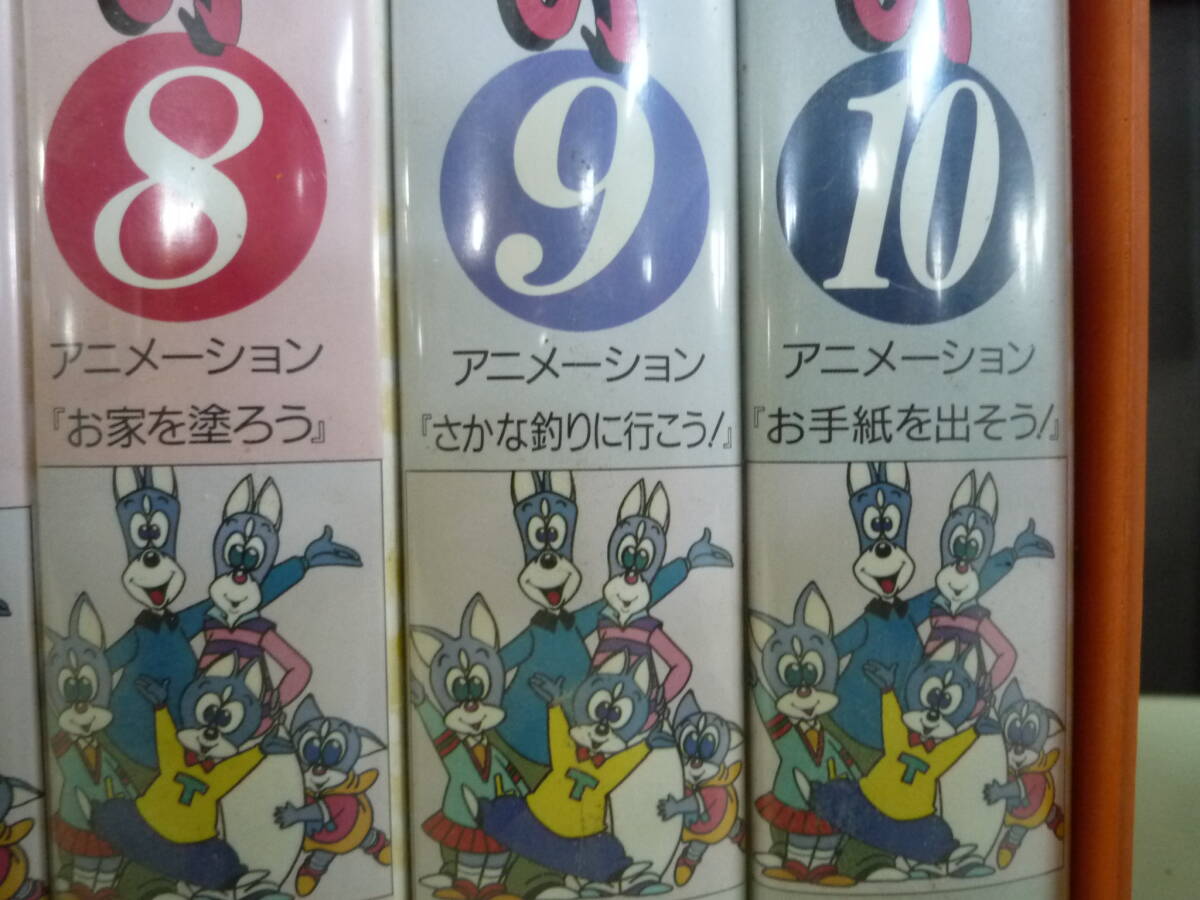 8
アニメーション
『お家を塗ろう』
T
9
アニメーション
『さかな釣りに行こう!』
T
10
アニメーション
『お手紙を出そう!』
T